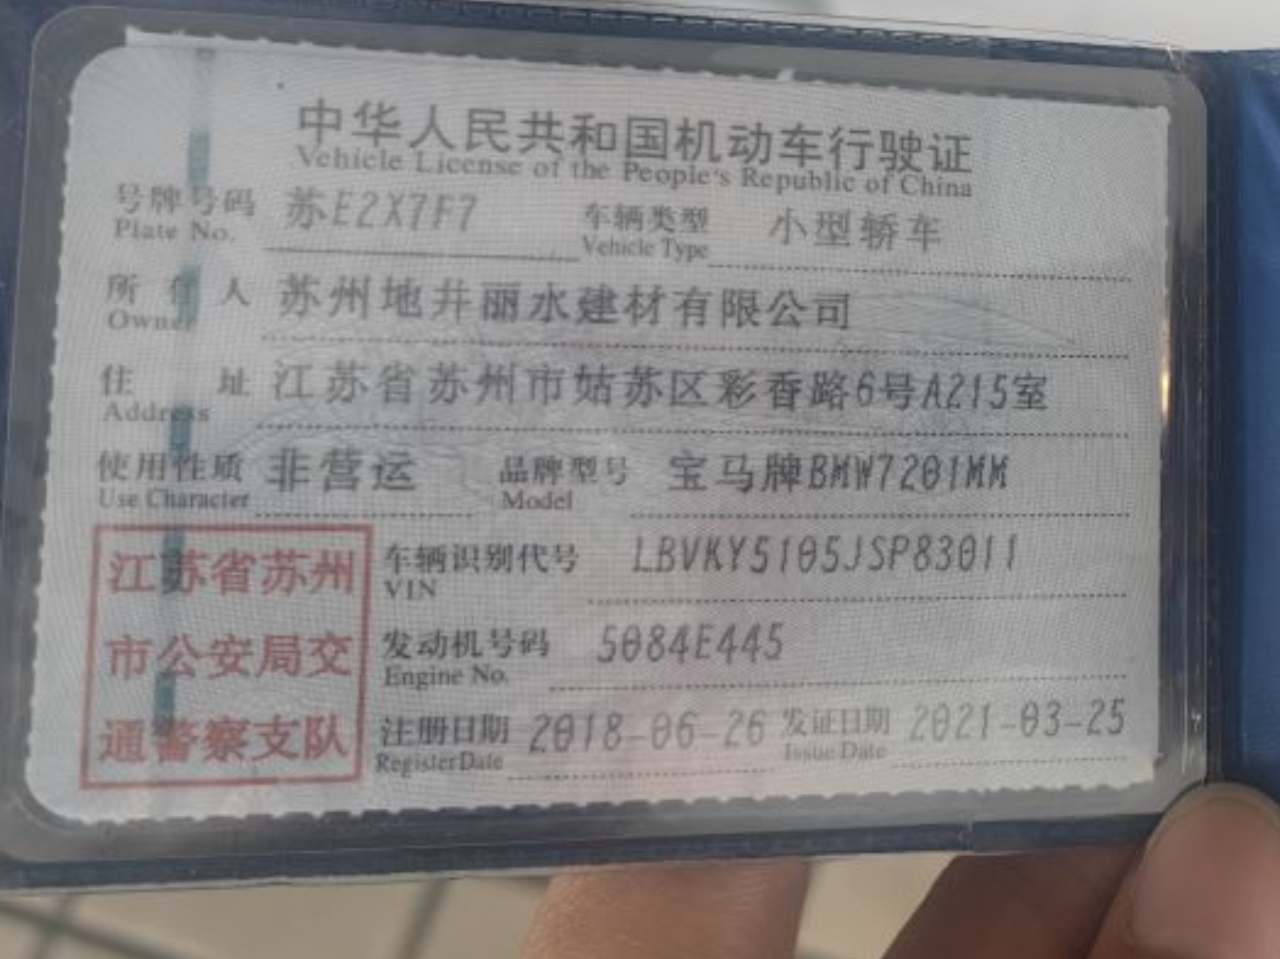 中华人民共和国机动车行驶证
Vehicle License of the People's Republic of China
号牌号码 苏E2X7F7 车辆类型 小型轿车
Plate No. Vehicle Type
所有人 苏州地井丽水建材有限公司
Owner
住址 江苏省苏州市姑苏区彩香路6号A215室
Address
使用性质 非营运 品牌型号 宝马牌BMW7201MM
Use Character Model
江苏省苏州
市公安局交
通警察支队
车辆识别代号 LBVKY5105JSP83011
VIN
发动机号码 5084E445
Engine No.
注册日期 2018-06-26 发证日期 2021-03-25
Register Date Issue Date